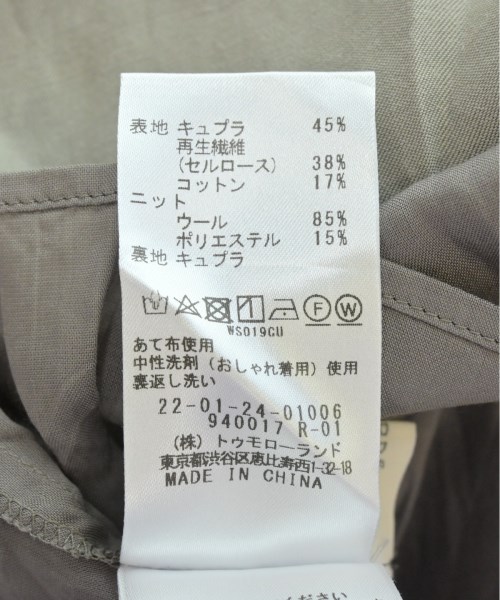 表地 キュプラ 45%
再生繊維
(セルロース) 38%
コットン 17%
ニット
ウール 85%
ポリエステル 15%
裏地 キュプラ
F W
WS019CU
あて布使用
中性洗剤(おしゃれ着用)使用
裏返し洗い
22-01-24-01006
940017 R-01
(株)トゥモローランド
東京都渋谷区恵比寿西1-32-18
MADE IN CHINA
ください